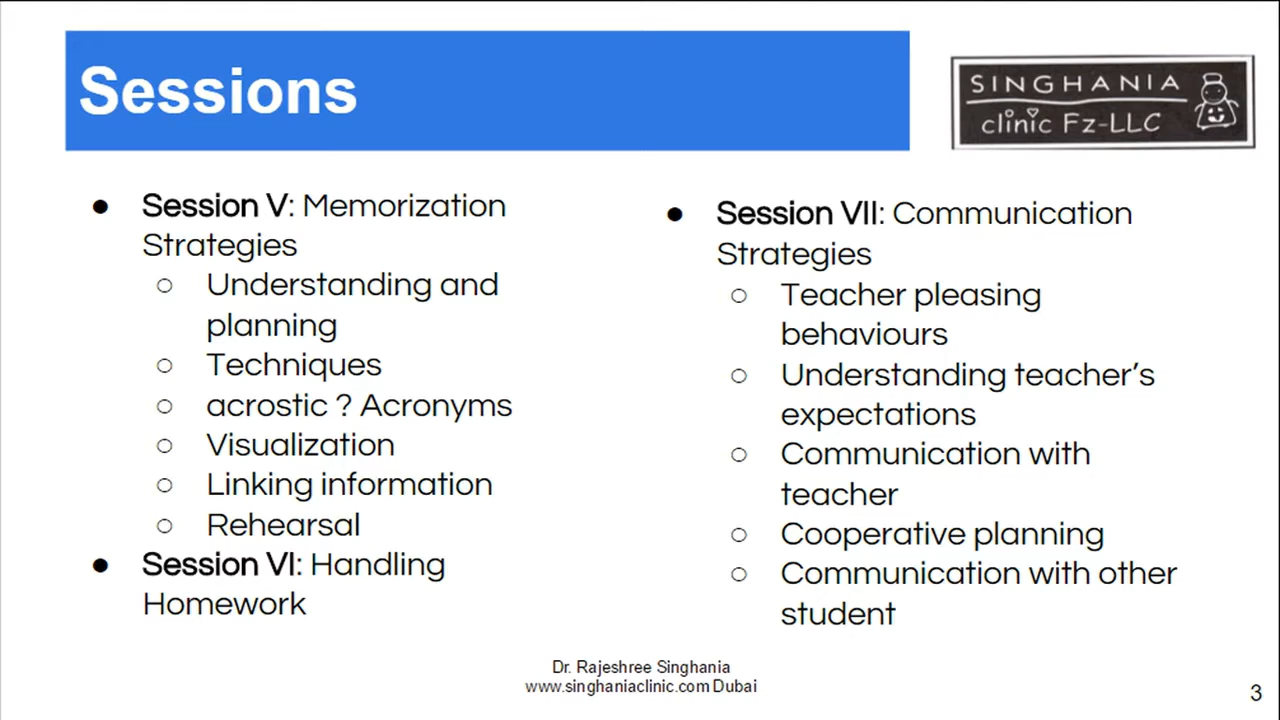 Sessions
SINGHANIA
clinic Fz-LLC
● Session V: Memorization
Strategies
○ Understanding and
planning
○ Techniques
○ acrostic ? Acronyms
○ Visualization
○ Linking information
○ Rehearsal
● Session VI: Handling
Homework
● Session VII: Communication
Strategies
○ Teacher pleasing
behaviours
○ Understanding teacher’s
expectations
○ Communication with
teacher
○ Cooperative planning
○ Communication with other
student
Dr. Rajeshree Singhania
www.singhaniaclinic.com Dubai
3